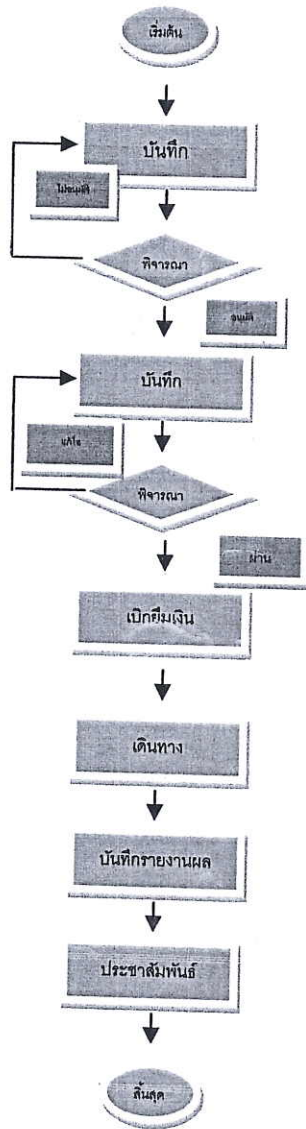 เริ่มต้น
บันทึก
ไม่อนุมัติ
พิจารณา
อนุมัติ
บันทึก
แก้ไข
พิจารณา
ผ่าน
เบิกยืมเงิน
เดินทาง
บันทึกรายงานผล
ประชาสัมพันธ์
สิ้นสุด